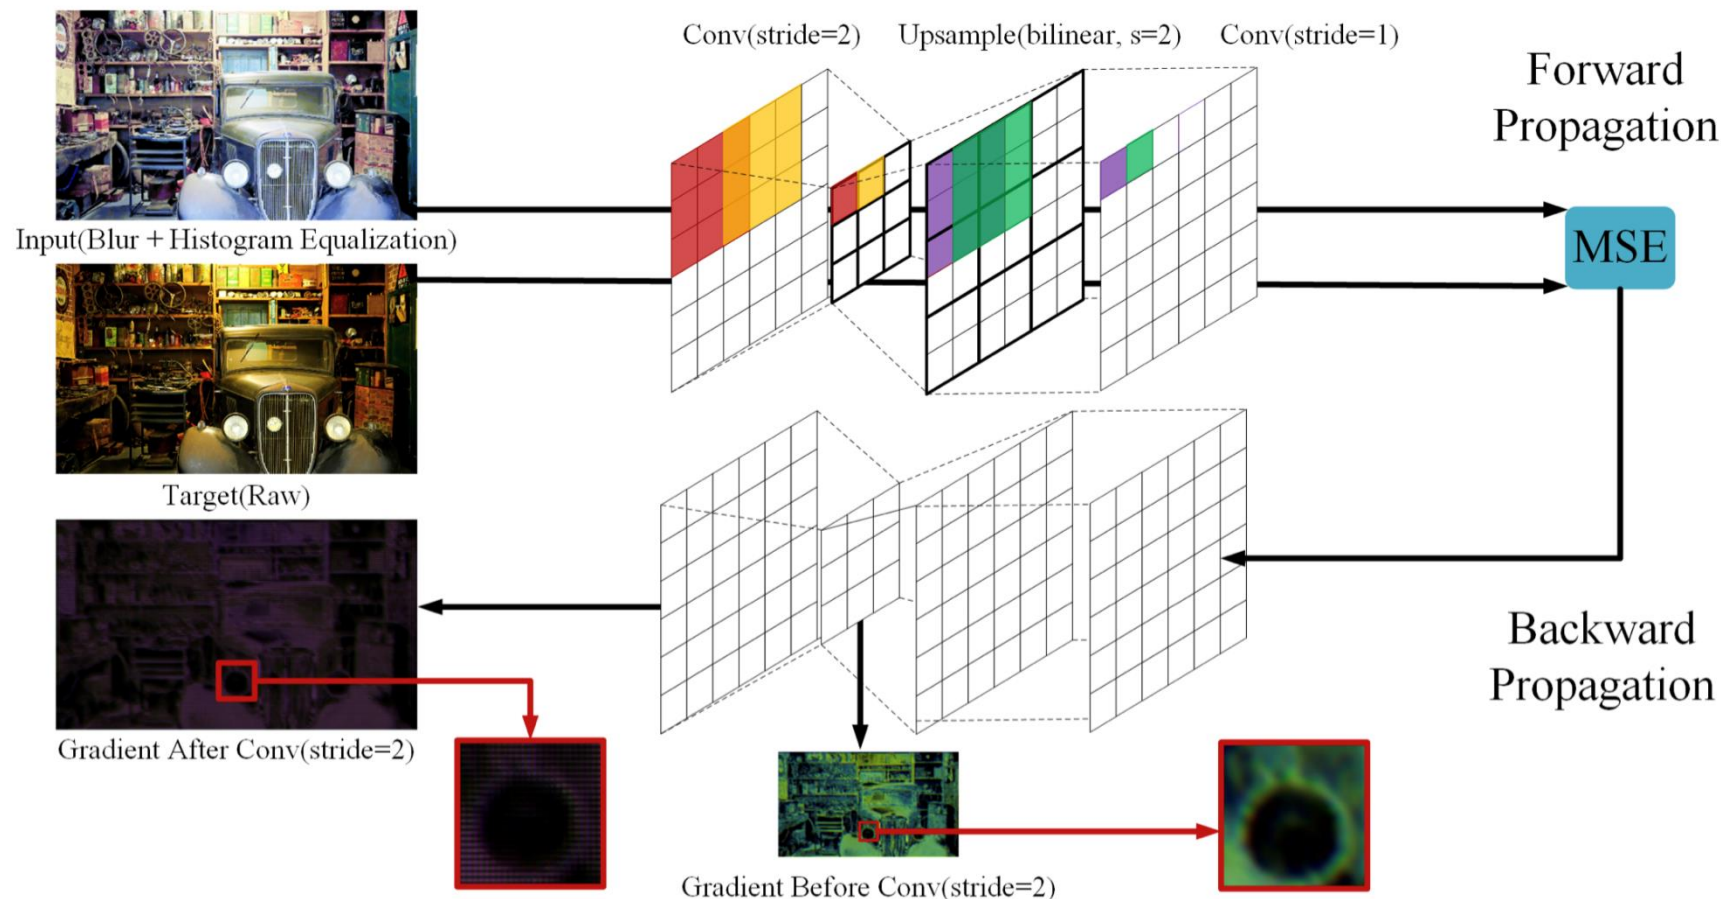 Conv(stride=2)
Upsample(bilinear, s=2)
Conv(stride=1)
Forward
Propagation
Input(Blur + Histogram Equalization)
MSE
Target(Raw)
Backward
Propagation
Gradient After Conv(stride=2)
Gradient Before Conv(stride=2)